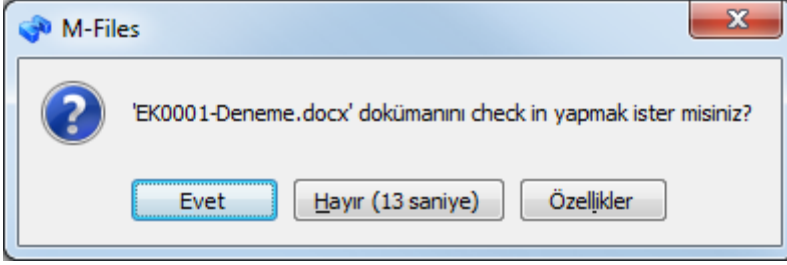 M-Files
'EK0001-Deneme.docx' dokümanını check in yapmak ister misiniz?
Evet
Hayır (13 saniye)
Özellikler